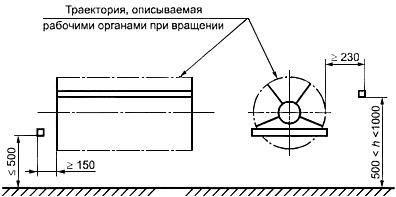 Траектория, описываемая
рабочими органами при вращении
≥ 230
≤ 500
≥ 150
500 < h <1000